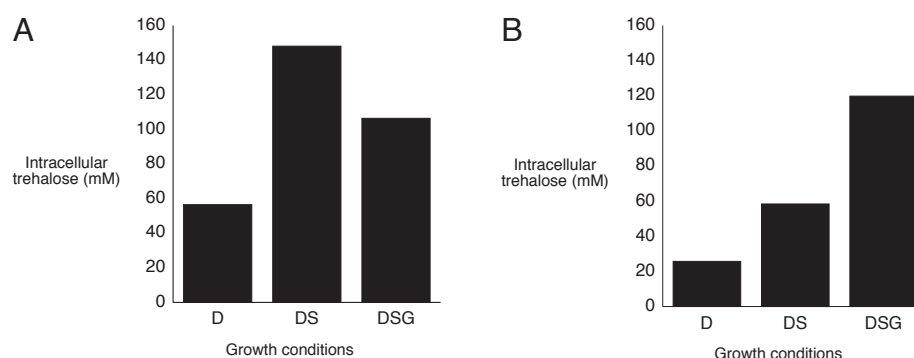 A
160
140
120
100
80
60
40
20
0
Intracellular
trehalose (mM)
D DS DSG
Growth conditions
B
160
140
120
100
80
60
40
20
0
Intracellular
trehalose (mM)
D DS DSG
Growth conditions